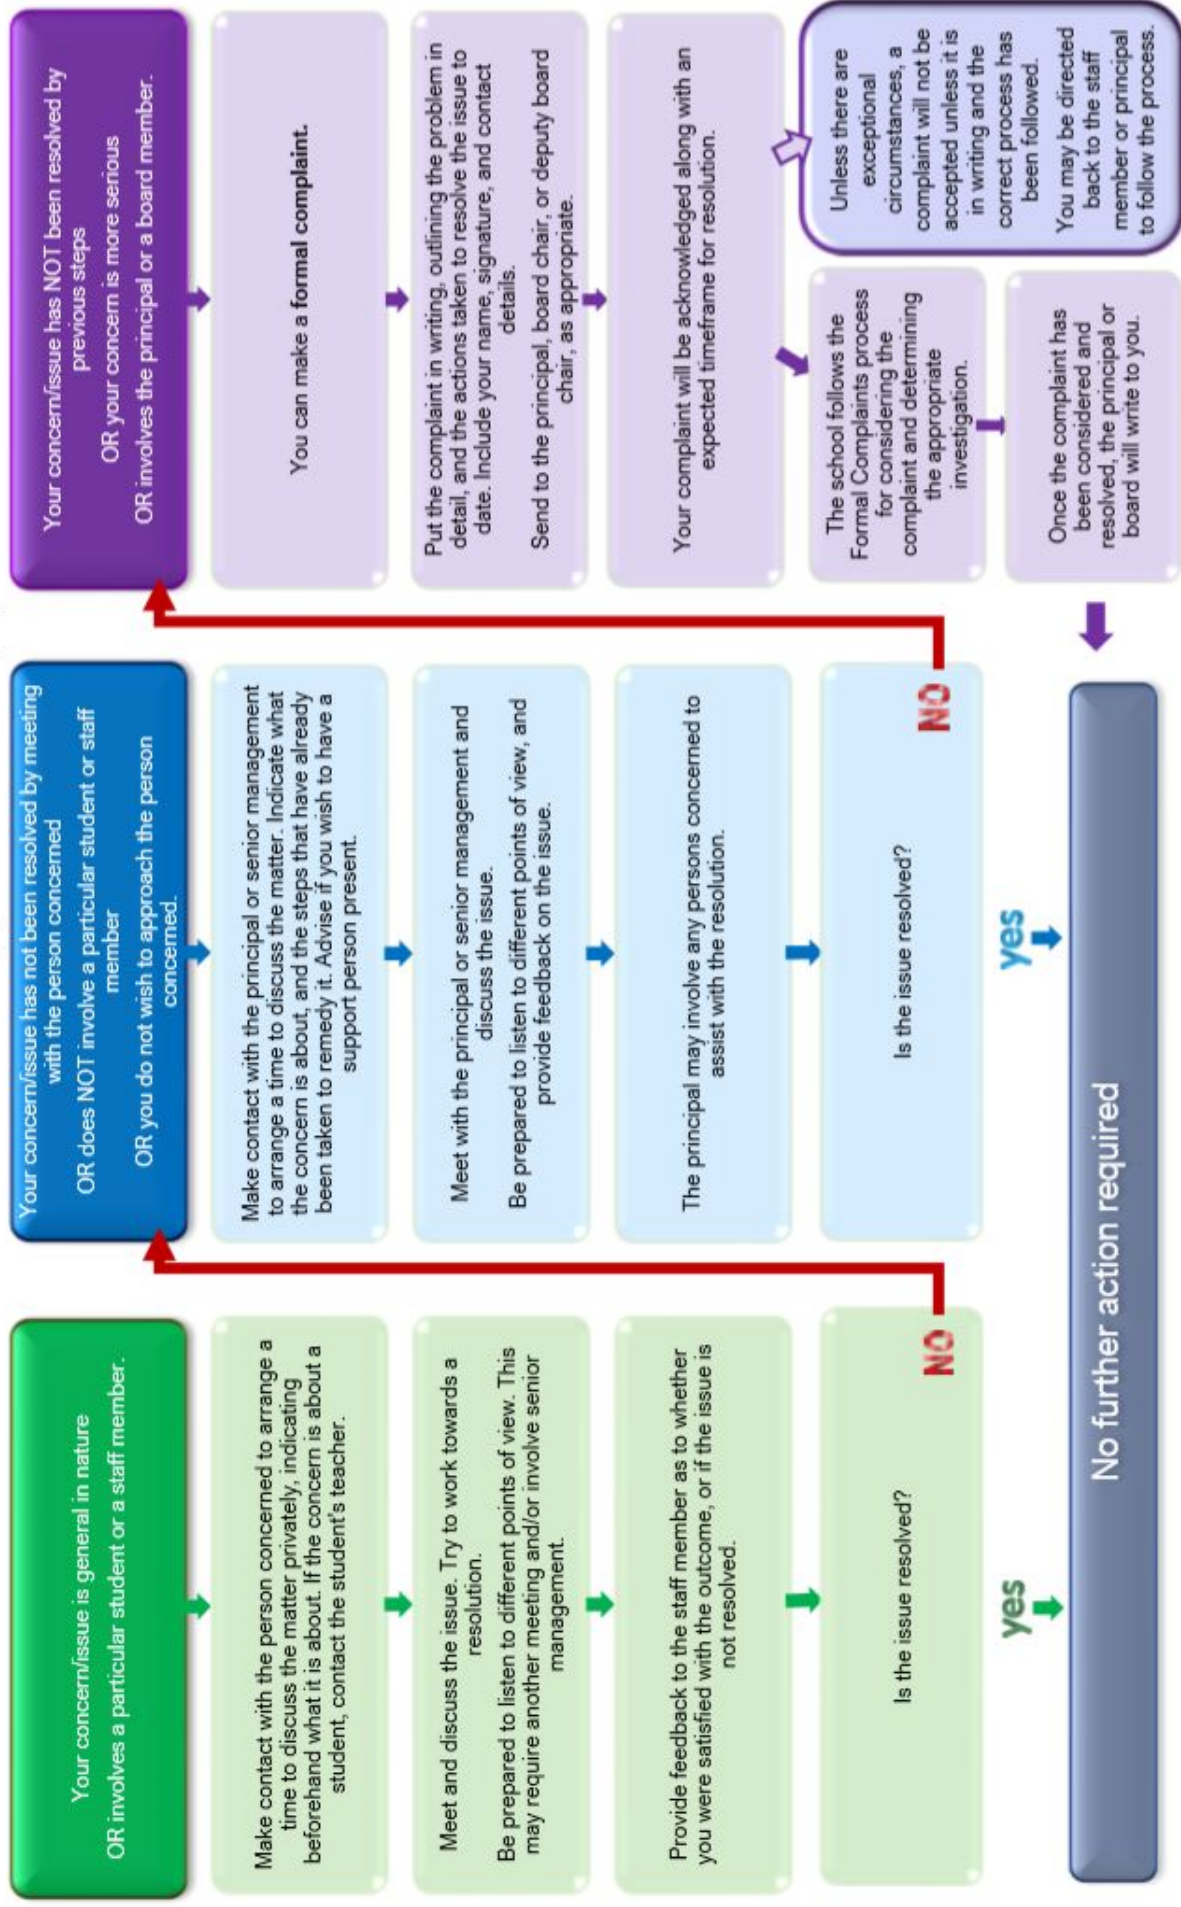 Your concern/issue is general in nature
OR involves a particular student or a staff member.
Make contact with the person concerned to arrange a
time to discuss the matter privately, indicating
beforehand what it is about. If the concern is about a
student, contact the student's teacher.
Meet and discuss the issue. Try to work towards a
resolution.
Be prepared to listen to different points of view. This
may require another meeting and/or involve senior
management.
Provide feedback to the staff member as to whether
you were satisfied with the outcome, or if the issue is
not resolved.
Is the issue resolved?
NO
yes
Your concern/issue has not been resolved by meeting
with the person concerned
OR does NOT involve a particular student or staff
member
OR you do not wish to approach the person
concerned.
Make contact with the principal or senior management
to arrange a time to discuss the matter. Indicate what
the concern is about, and the steps that have already
been taken to remedy it. Advise if you wish to have a
support person present.
Meet with the principal or senior management and
discuss the issue.
Be prepared to listen to different points of view, and
provide feedback on the issue.
The principal may involve any persons concerned to
assist with the resolution.
Is the issue resolved?
NO
yes
Your concern/issue has NOT been resolved by
previous steps
OR your concern is more serious
OR involves the principal or a board member.
You can make a formal complaint.
Put the complaint in writing, outlining the problem in
detail, and the actions taken to resolve the issue to
date. Include your name, signature, and contact
details.
Send to the principal, board chair, or deputy board
chair, as appropriate.
Your complaint will be acknowledged along with an
expected timeframe for resolution.
The school follows the
Formal Complaints process
for considering the
complaint and determining
the appropriate
investigation.
Once the complaint has
been considered and
resolved, the principal or
board will write to you.
Unless there are
exceptional
circumstances, a
complaint will not be
accepted unless it is
in writing and the
correct process has
been followed.
You may be directed
back to the staff
member or principal
to follow the process.
No further action required